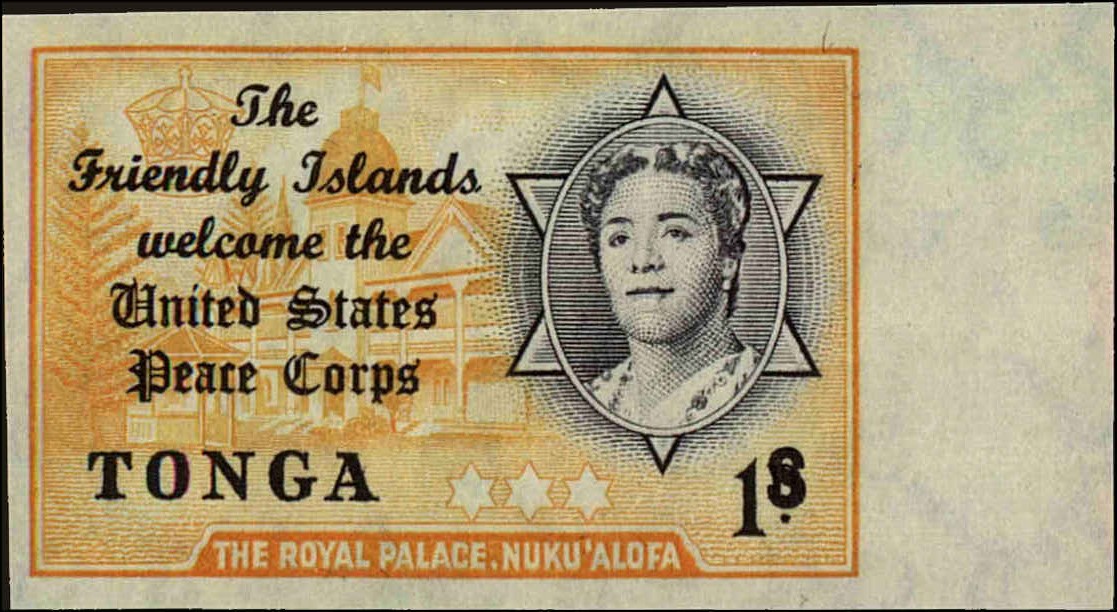 The
Friendly Islands
welcome the
United States
Peace Corps
TONGA
1S
THE ROYAL PALACE.NUKU'ALOFA